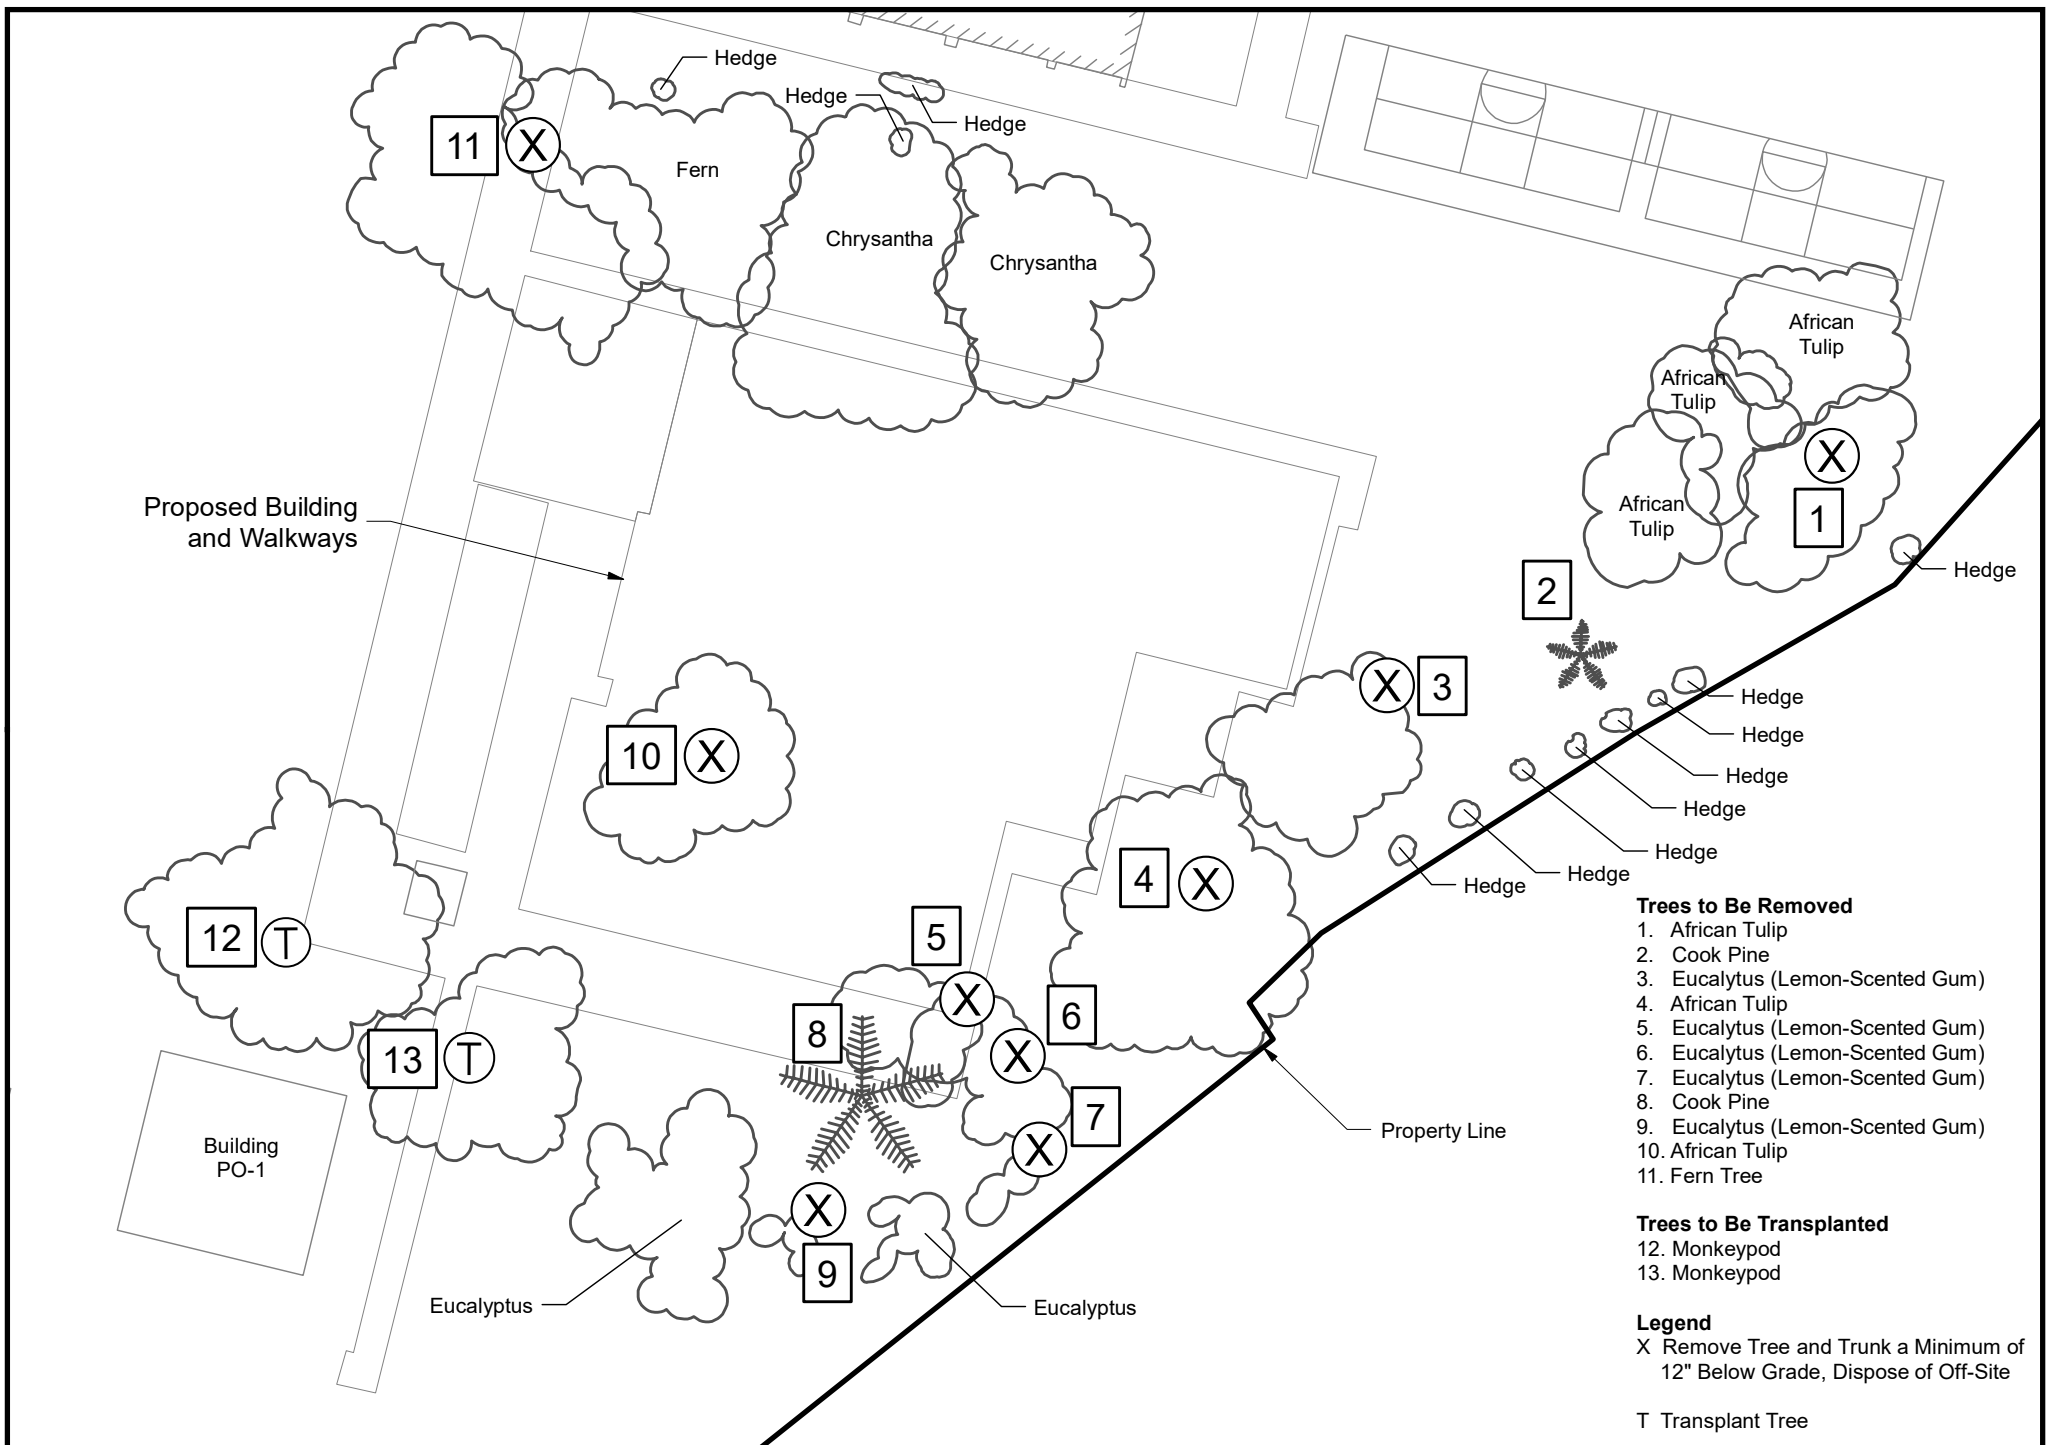 Hedge
Hedge
Hedge
11
X
Fern
Chrysantha
Chrysantha
African
Tulip
African
Tulip
X
African
Tulip
1
Proposed Building
and Walkways
Hedge
2
X
3
Hedge
Hedge
10
X
Hedge
Hedge
Hedge
Hedge
Hedge
4
X
12
T
5
X
6
X
8
13
T
7
X
Building
PO-1
Property Line
X
9
Eucalyptus
Eucalyptus
Trees to Be Removed
1. African Tulip
2. Cook Pine
3. Eucalytus (Lemon-Scented Gum)
4. African Tulip
5. Eucalytus (Lemon-Scented Gum)
6. Eucalytus (Lemon-Scented Gum)
7. Eucalytus (Lemon-Scented Gum)
8. Cook Pine
9. Eucalytus (Lemon-Scented Gum)
10. African Tulip
11. Fern Tree
Trees to Be Transplanted
12. Monkeypod
13. Monkeypod
Legend
X Remove Tree and Trunk a Minimum of
12" Below Grade, Dispose of Off-Site
T Transplant Tree